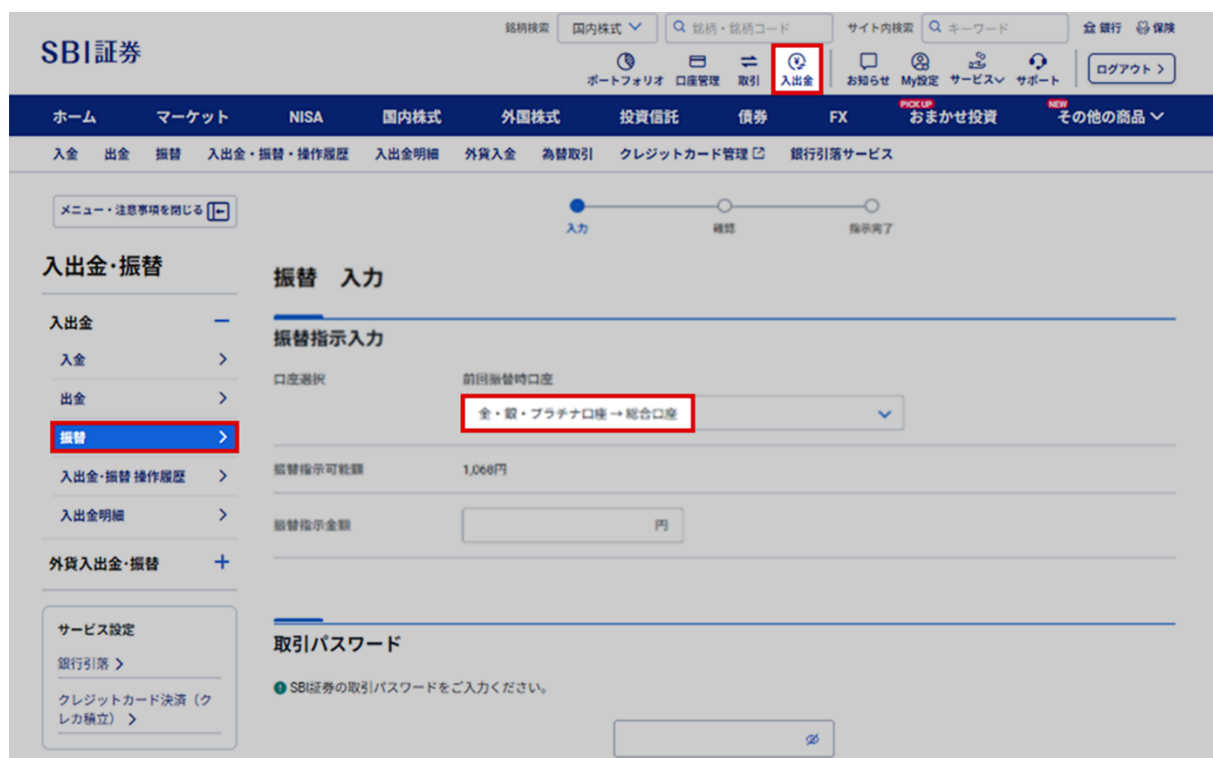 銘柄検索 国内株式 銘柄・銘柄コード サイト内検索 キーワード 銀行 保険
SBI証券
ポートフォリオ 口座管理 取引 入出金 お知らせ My設定 サービス サポート ログアウト
PICK UP NEW
ホーム マーケット NISA 国内株式 外国株式 投資信託 債券 FX おまかせ投資 その他の商品
入金 出金 振替 入出金・振替・操作履歴 入出金明細 外貨入金 為替取引 クレジットカード管理 銀行引落サービス
メニュー・注意事項を閉じる
入力 確認 指示完了
入出金·振替
振替 入力
入出金
振替指示入力
入金
口座選択 前回振替時口座
出金
金・銀・プラチナ口座→総合口座
振替
入出金·振替 操作履歴
振替指示可能額 1,068円
入出金明細
振替指示金額 円
外貨入出金·振替
サービス設定
取引パスワード
銀行引落
SBI証券の取引パスワードをご入力ください。
クレジットカード決済(ク
レカ積立)